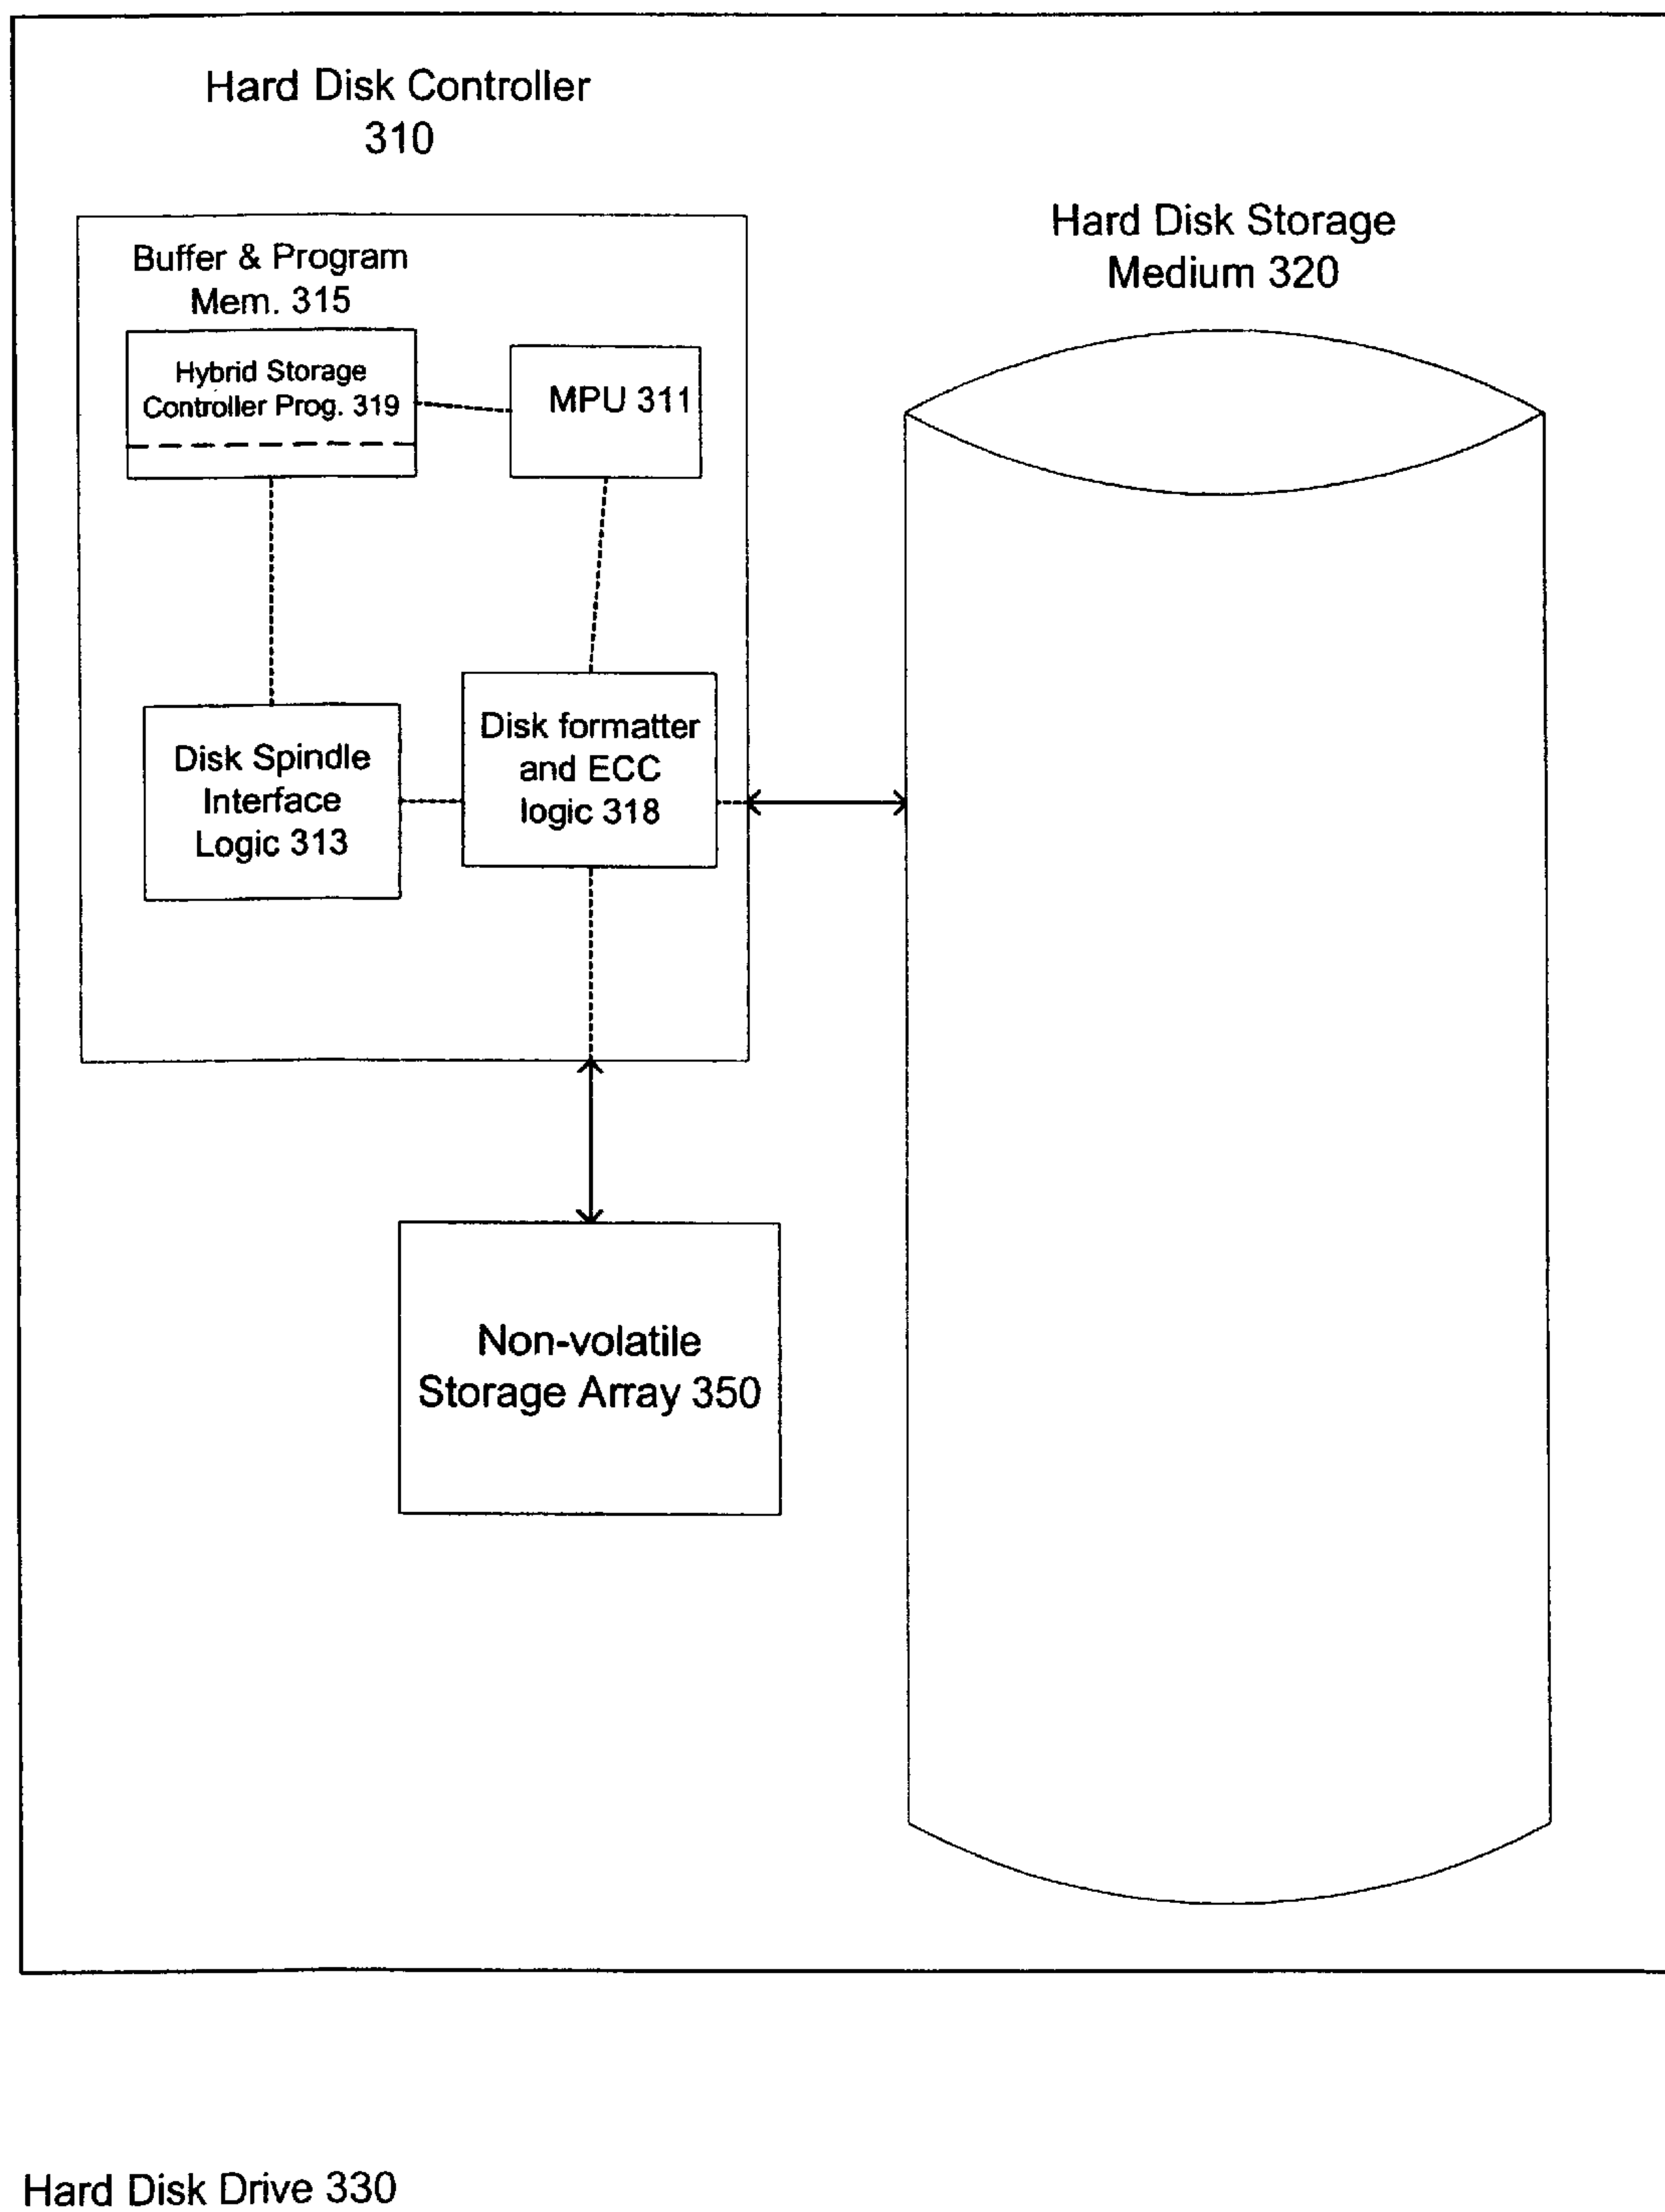 Hard Disk Controller
310
Hard Disk Storage
Medium 320
Buffer & Program
Mem. 315
Hybrid Storage
Controller Prog. 319
MPU 311
Disk Spindle
Interface
Logic 313
Disk formatter
and ECC
logic 318
Non-volatile
Storage Array 350
Hard Disk Drive 330